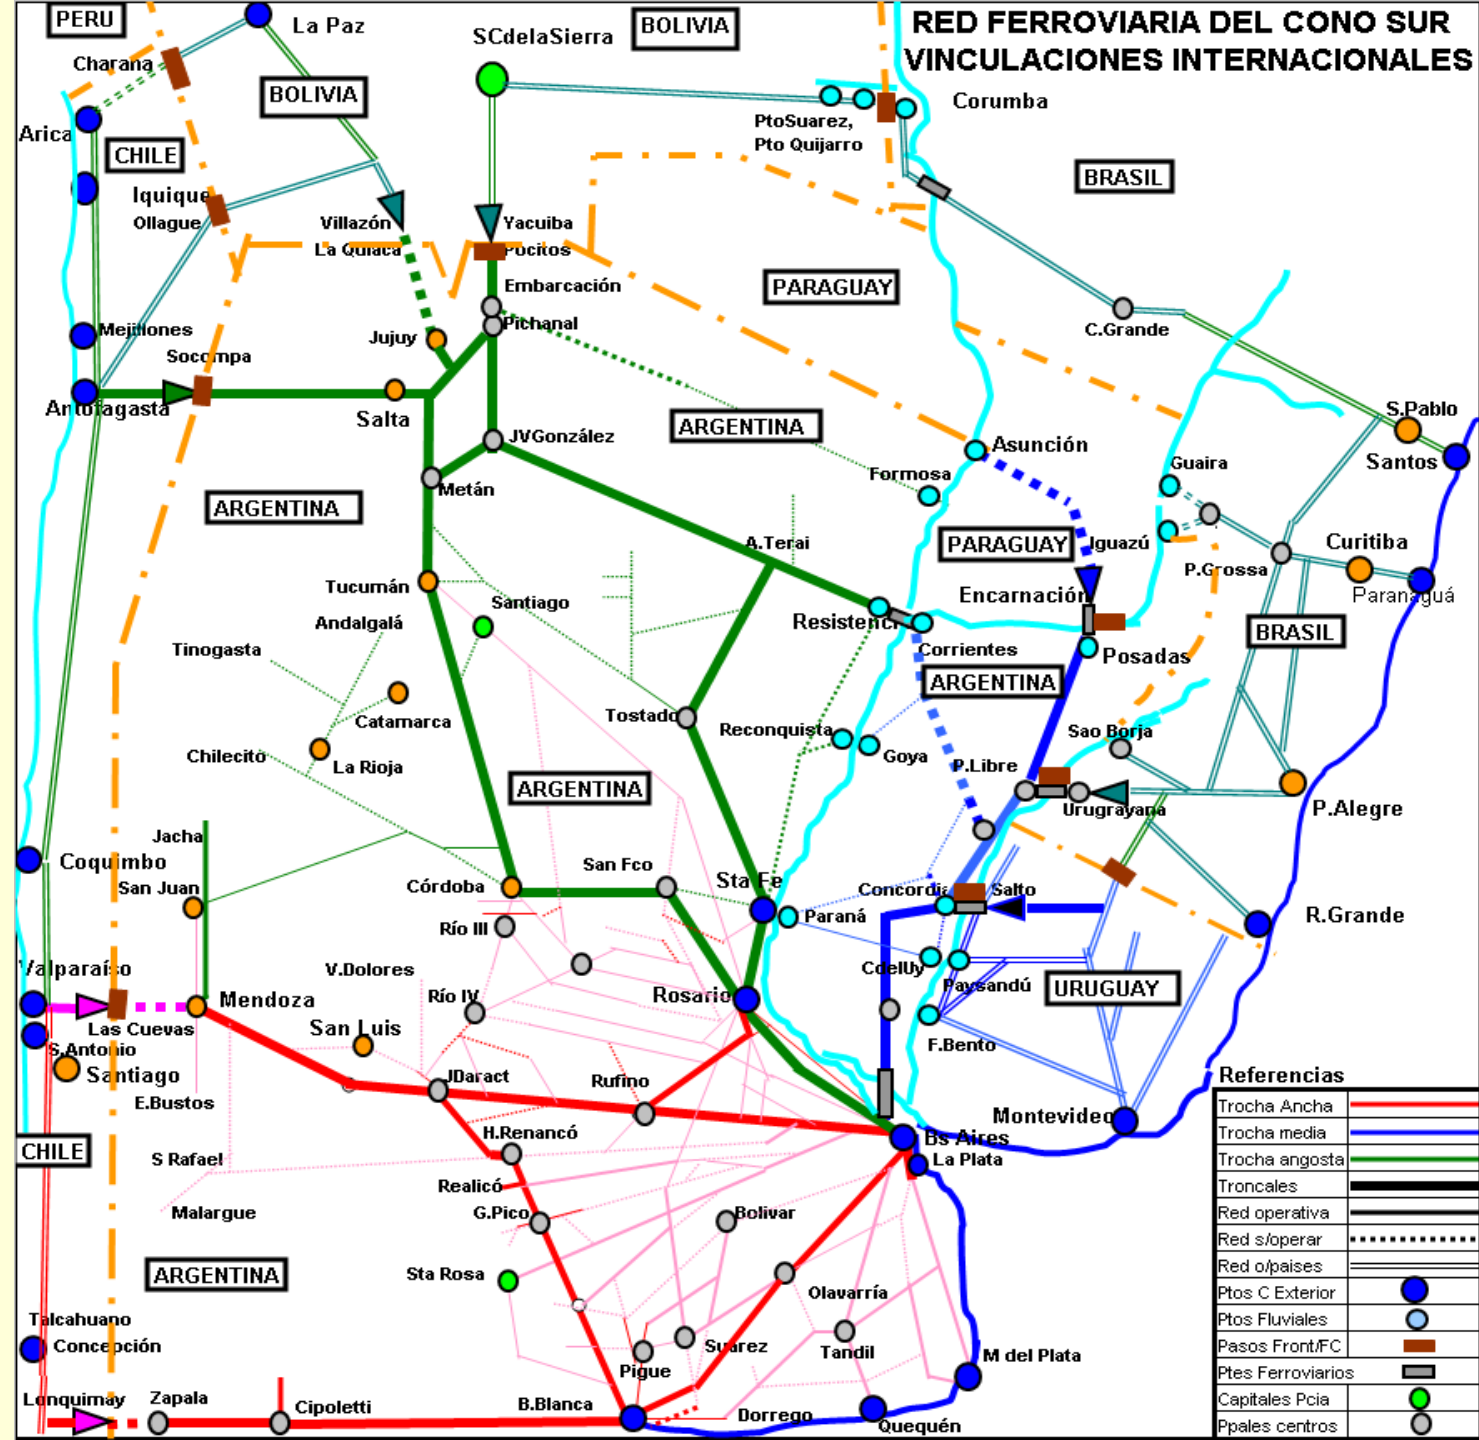 RED FERROVIARIA DEL CONO SUR
VINCULACIONES INTERNACIONALES
PERU
La Paz
SCdelaSierra
BOLIVIA
Charana
BOLIVIA
Corumba
PtoSuarez,
Pto Quijarro
Arica
CHILE
BRASIL
Iquique
Ollague
Villazón
La Quiaca
Yacuiba
Pocitos
PARAGUAY
Embarcación
Pichanal
C.Grande
Mejillones
Jujuy
Socompa
Antofagasta
Salta
ARGENTINA
S.Pablo
JVGonzález
Asunción
Santos
Guaira
Formosa
Metán
ARGENTINA
A.Terai
PARAGUAY
Iguazú
Curitiba
P.Grossa
Paranaguá
Tucumán
Santiago
Encarnación
Andalgalá
Resistenci
Tinogasta
Corrientes
Posadas
BRASIL
ARGENTINA
Catamarca
Tostado
Reconquista
Sao Borja
Chilecito
La Rioja
Goya
P.Libre
ARGENTINA
Urugrayana
P.Alegre
Jacha
Coquimbo
San Fco
San Juan
Córdoba
Sta Fe
Concordia
Salto
Paraná
R.Grande
Río III
Valparaíso
V.Dolores
CdelUy
Río IV
Paysandú
URUGUAY
Mendoza
Rosario
Las Cuevas
San Luis
F.Bento
S.Antonio
Santiago
JDaract
Rufino
Referencias
E.Bustos
Trocha Ancha
Montevideo
H.Renancó
Bs Aires
Trocha media
CHILE
S Rafael
La Plata
Trocha angosta
Realicó
Troncales
Malargue
G.Pico
Bolivar
Red operativa
Red s/operar
ARGENTINA
Sta Rosa
Red o/paises
Olavarría
Ptos C Exterior
Talcahuano
Ptos Fluviales
Concepción
Suarez
Tandil
Pasos Front/FC
Pigue
M del Plata
Ptes Ferroviarios
Lonquimay
Zapala
Cipoletti
B.Blanca
Dorrego
Capitales Pcia
Quequén
Ppales centros